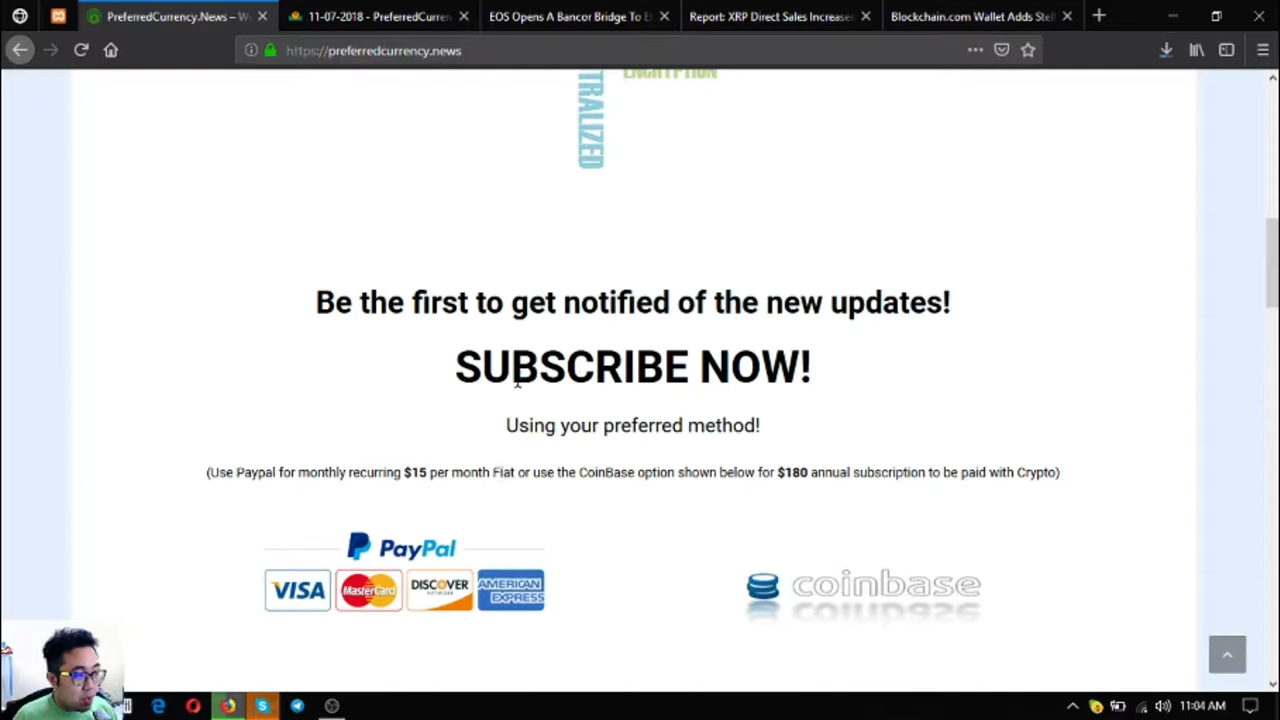 PreferredCurrency.News – W
11-07-2018 - PreferredCurren
EOS Opens A Bancor Bridge To E
Report: XRP Direct Sales Increase
Blockchain.com Wallet Adds Stel
https://preferredcurrency.news
ENCRYPTION
TRALIZED
Be the first to get notified of the new updates!
SUBSCRIBE NOW!
Using your preferred method!
(Use Paypal for monthly recurring $15 per month Fiat or use the CoinBase option shown below for $180 annual subscription to be paid with Crypto)
PayPal
VISA MasterCard DISCOVER NETWORK AMERICAN EXPRESS
coinbase
11:04 AM